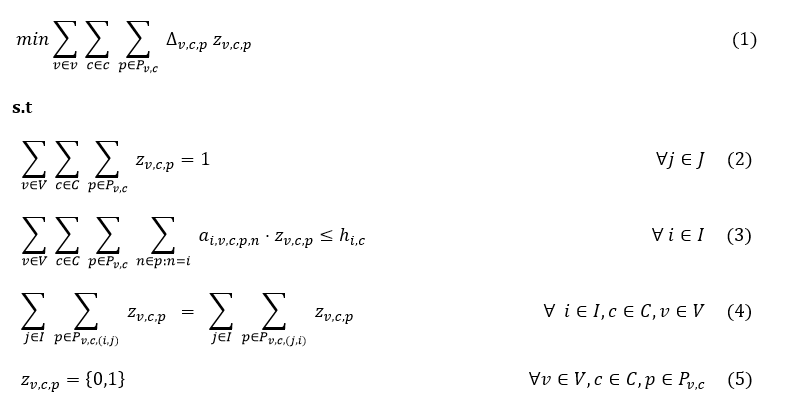 min ∑_{v∈v} ∑_{c∈c} ∑_{p∈P_{v,c}} Δ_{v,c,p} z_{v,c,p} (1)
s.t
∑_{v∈V} ∑_{c∈C} ∑_{p∈P_{v,c}} z_{v,c,p} = 1 ∀j ∈ J (2)
∑_{v∈V} ∑_{c∈C} ∑_{p∈P_{v,c}} ∑_{n∈p:n=i} a_{i,v,c,p,n} · z_{v,c,p} ≤ h_{i,c} ∀ i ∈ I (3)
∑_{j∈I} ∑_{p∈P_{v,c,(i,j)}} z_{v,c,p} = ∑_{j∈I} ∑_{p∈P_{v,c,(j,i)}} z_{v,c,p} ∀ i ∈ I, c ∈ C, v ∈ V (4)
z_{v,c,p} = {0,1} ∀v ∈ V, c ∈ C, p ∈ P_{v,c} (5)